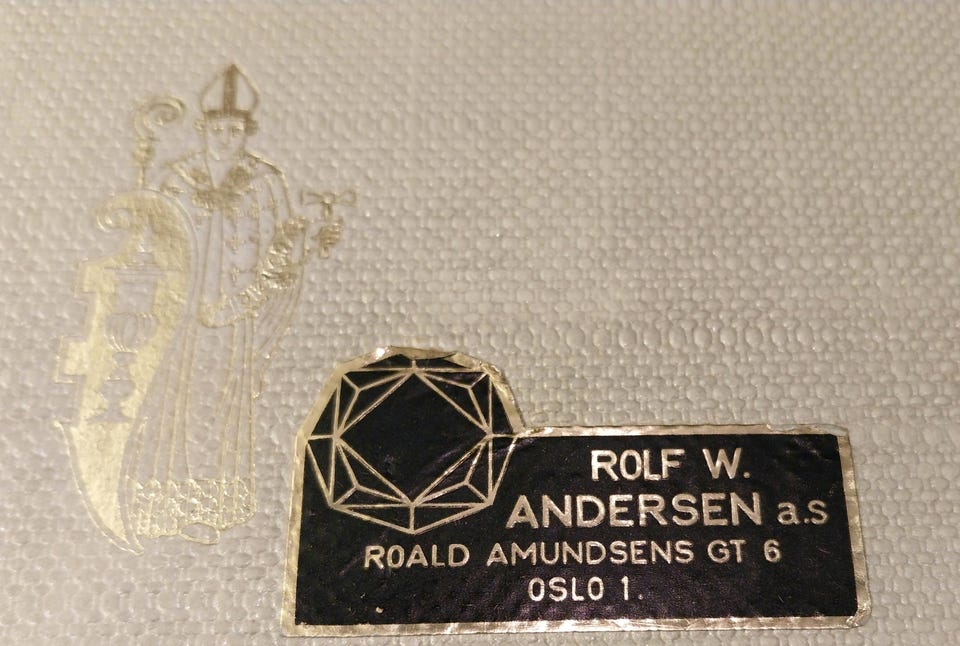 ROLF W.
ANDERSEN a.s
ROALD AMUNDSENS GT 6
OSLO 1.